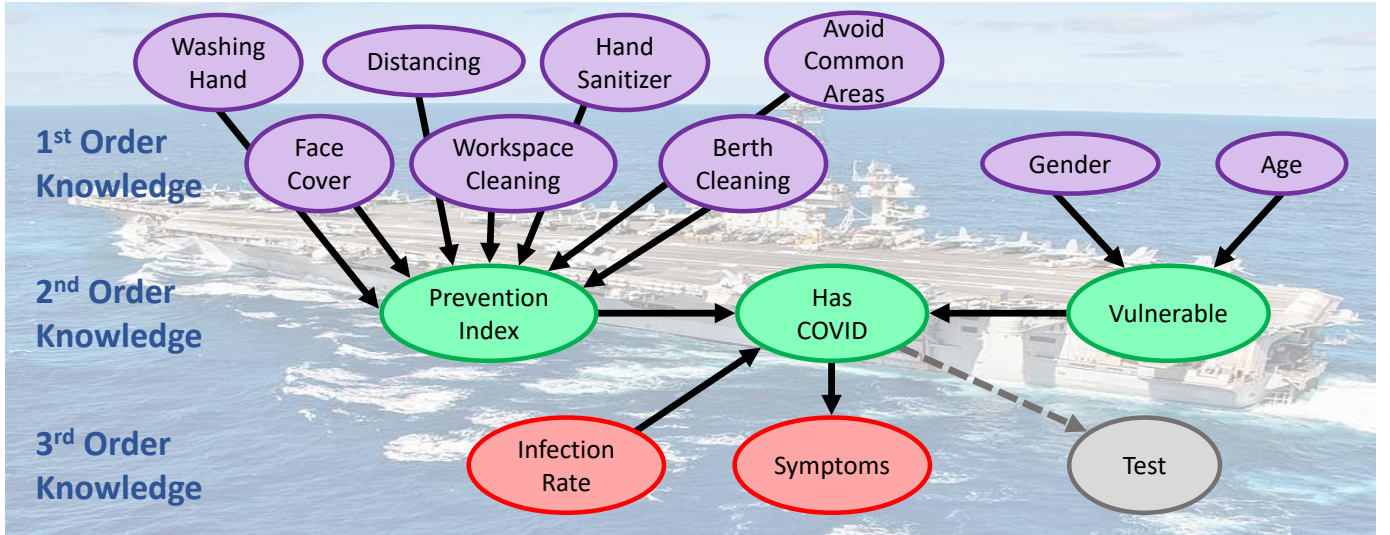 Washing
Hand
Distancing
Hand
Sanitizer
Avoid
Common
Areas
1st Order
Knowledge
Face
Cover
Workspace
Cleaning
Berth
Cleaning
Gender
Age
2nd Order
Knowledge
Prevention
Index
Has
COVID
Vulnerable
3rd Order
Knowledge
Infection
Rate
Symptoms
Test